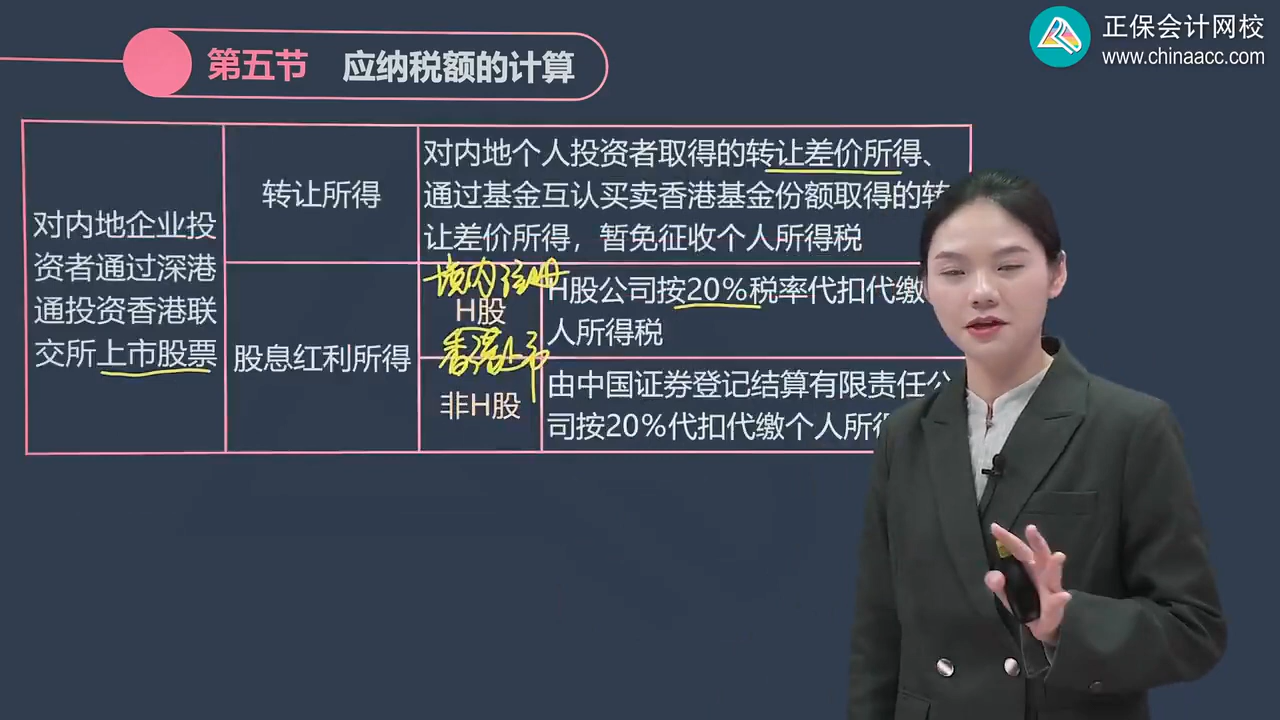 正保会计网校
www.chinaacc.com
第五节 应纳税额的计算
对内地企业投
资者通过深港
通投资香港联
交所上市股票
转让所得
对内地个人投资者取得的转让差价所得、
通过基金互认买卖香港基金份额取得的转
让差价所得，暂免征收个人所得税
股息红利所得
境内注册
H股
香港上市
H股公司按20%税率代扣代缴
人所得税
非H股
由中国证券登记结算有限责任公
司按20%代扣代缴个人所得